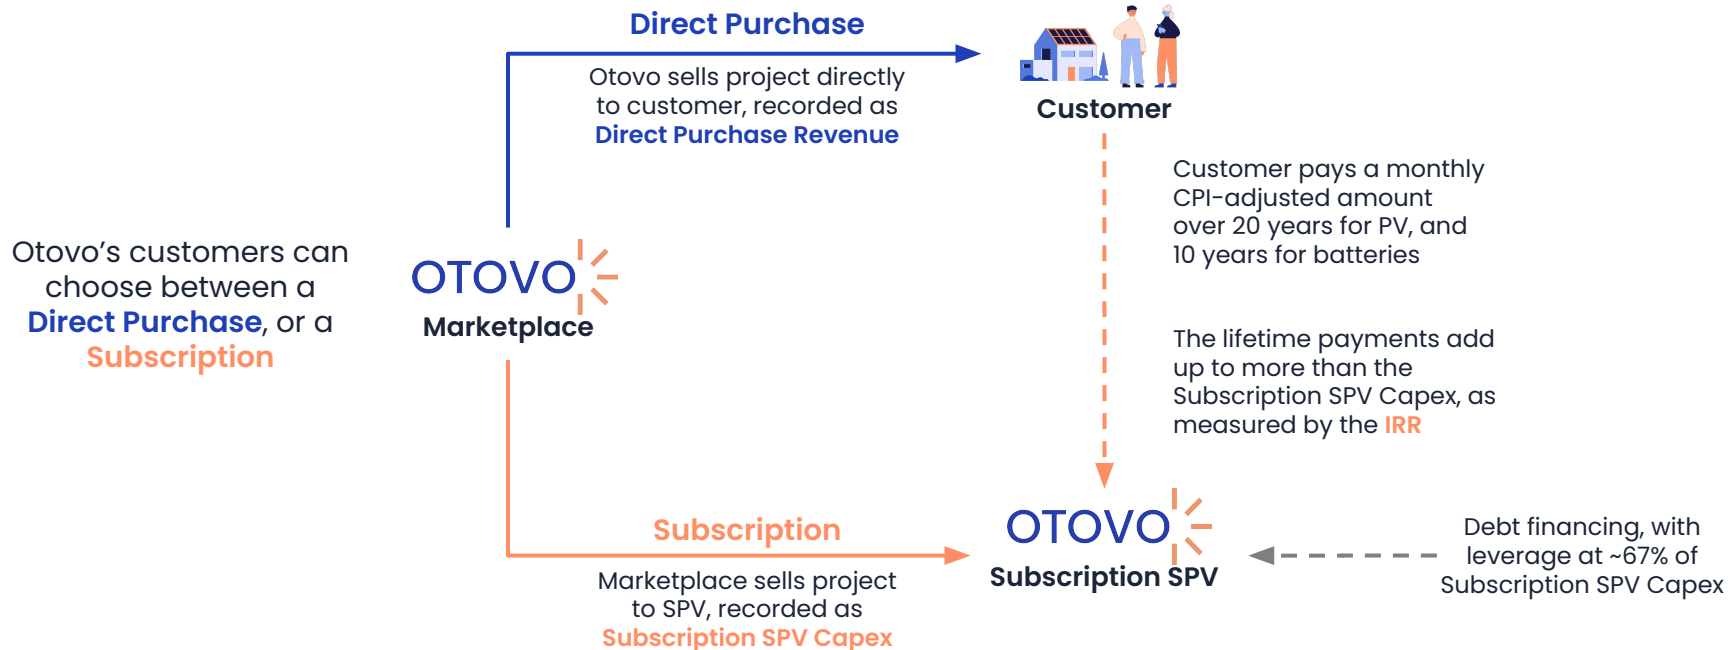 Otovo’s customers can
choose between a
Direct Purchase, or a
Subscription
OTOVO
Marketplace
Direct Purchase
Otovo sells project directly
to customer, recorded as
Direct Purchase Revenue
Customer
Customer pays a monthly
CPI-adjusted amount
over 20 years for PV, and
10 years for batteries
The lifetime payments add
up to more than the
Subscription SPV Capex, as
measured by the IRR
Subscription
Marketplace sells project
to SPV, recorded as
Subscription SPV Capex
OTOVO
Subscription SPV
Debt financing, with
leverage at ~67% of
Subscription SPV Capex